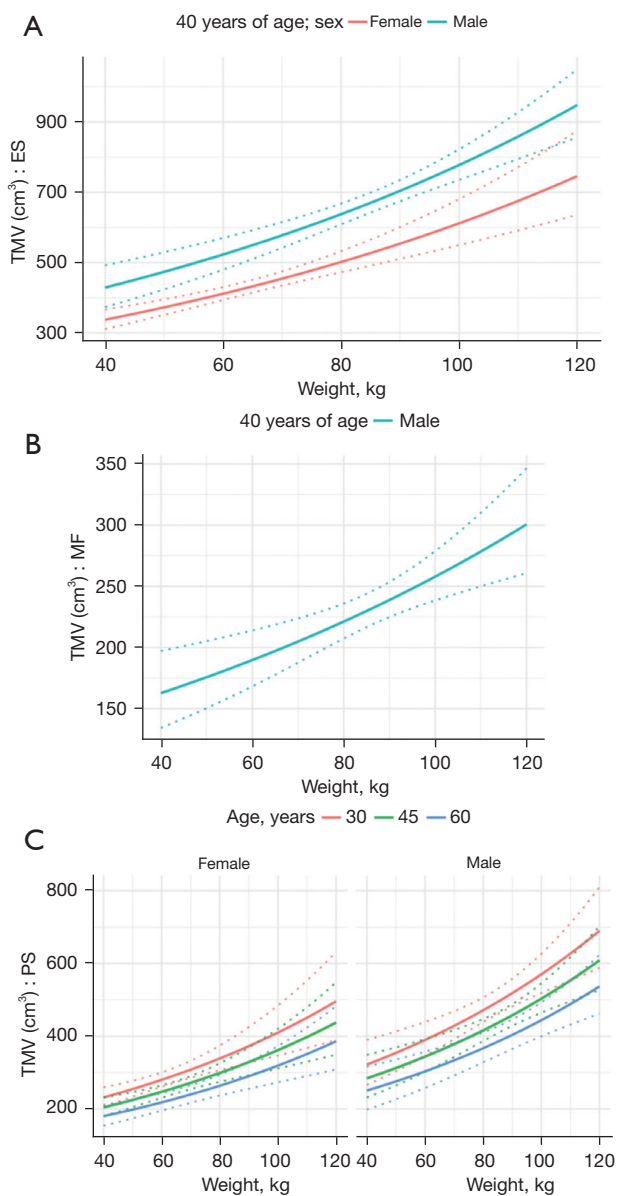 A
40 years of age; sex Female Male
900
700
500
300
TMV (cm³) : ES
40 60 80 100 120
Weight, kg
40 years of age Male
B
350
300
250
200
150
TMV (cm³) : MF
40 60 80 100 120
Weight, kg
Age, years 30 45 60
C
Female Male
800
600
400
200
TMV (cm³) : PS
40 60 80 100 120 40 60 80 100 120
Weight, kg Weight, kg